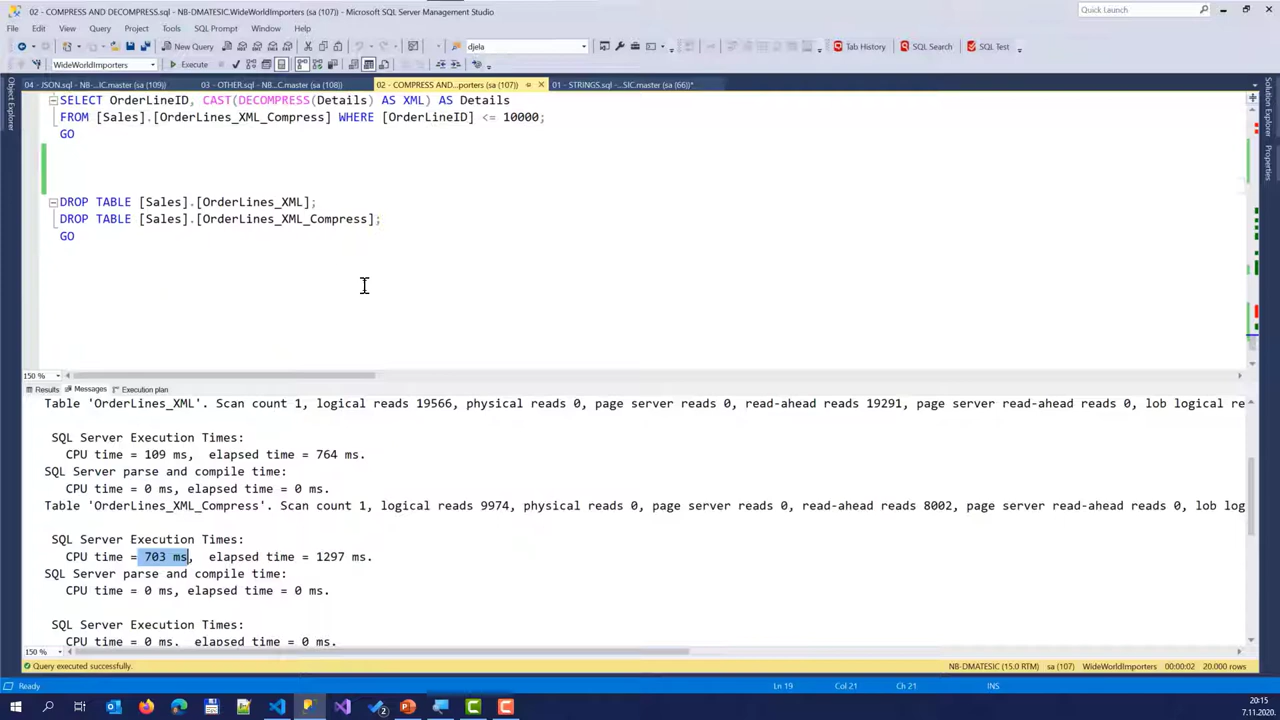 02 - COMPRESS AND DECOMPRESS.sql - NB-DMATESIC.WideWorldImporters (sa (107)) - Microsoft SQL Server Management Studio
Quick Launch
File Edit View Query Project Tools SQL Prompt Window Help
New Query
djela
Tab History
SQL Search
SQL Test
WideWorldImporters
Execute
04 - JSON.sql - NB-...IC.master (sa (109))
03 - OTHER.sql - NB...C.master (sa (108))
02 - COMPRESS AND...porters (sa (107))
01 - STRINGS.sql -...SIC.master (sa (66))*
Object Explorer
Solution Explorer
Properties
SELECT OrderLineID, CAST(DECOMPRESS(Details) AS XML) AS Details
FROM [Sales].[OrderLines_XML_Compress] WHERE [OrderLineID] <= 10000;
GO
DROP TABLE [Sales].[OrderLines_XML];
DROP TABLE [Sales].[OrderLines_XML_Compress];
GO
150 %
Results Messages Execution plan
Table 'OrderLines_XML'. Scan count 1, logical reads 19566, physical reads 0, page server reads 0, read-ahead reads 19291, page server read-ahead reads 0, lob logical re
SQL Server Execution Times:
CPU time = 109 ms, elapsed time = 764 ms.
SQL Server parse and compile time:
CPU time = 0 ms, elapsed time = 0 ms.
Table 'OrderLines_XML_Compress'. Scan count 1, logical reads 9974, physical reads 0, page server reads 0, read-ahead reads 8002, page server read-ahead reads 0, lob log
SQL Server Execution Times:
CPU time = 703 ms, elapsed time = 1297 ms.
SQL Server parse and compile time:
CPU time = 0 ms, elapsed time = 0 ms.
SQL Server Execution Times:
CPU time = 0 ms, elapsed time = 0 ms.
150 %
Query executed successfully.
NB-DMATESIC (15.0 RTM) sa (107) WideWorldImporters 00:00:02 20.000 rows
Ready
Ln 19 Col 21 Ch 21 INS
20:15
7.11.2020.